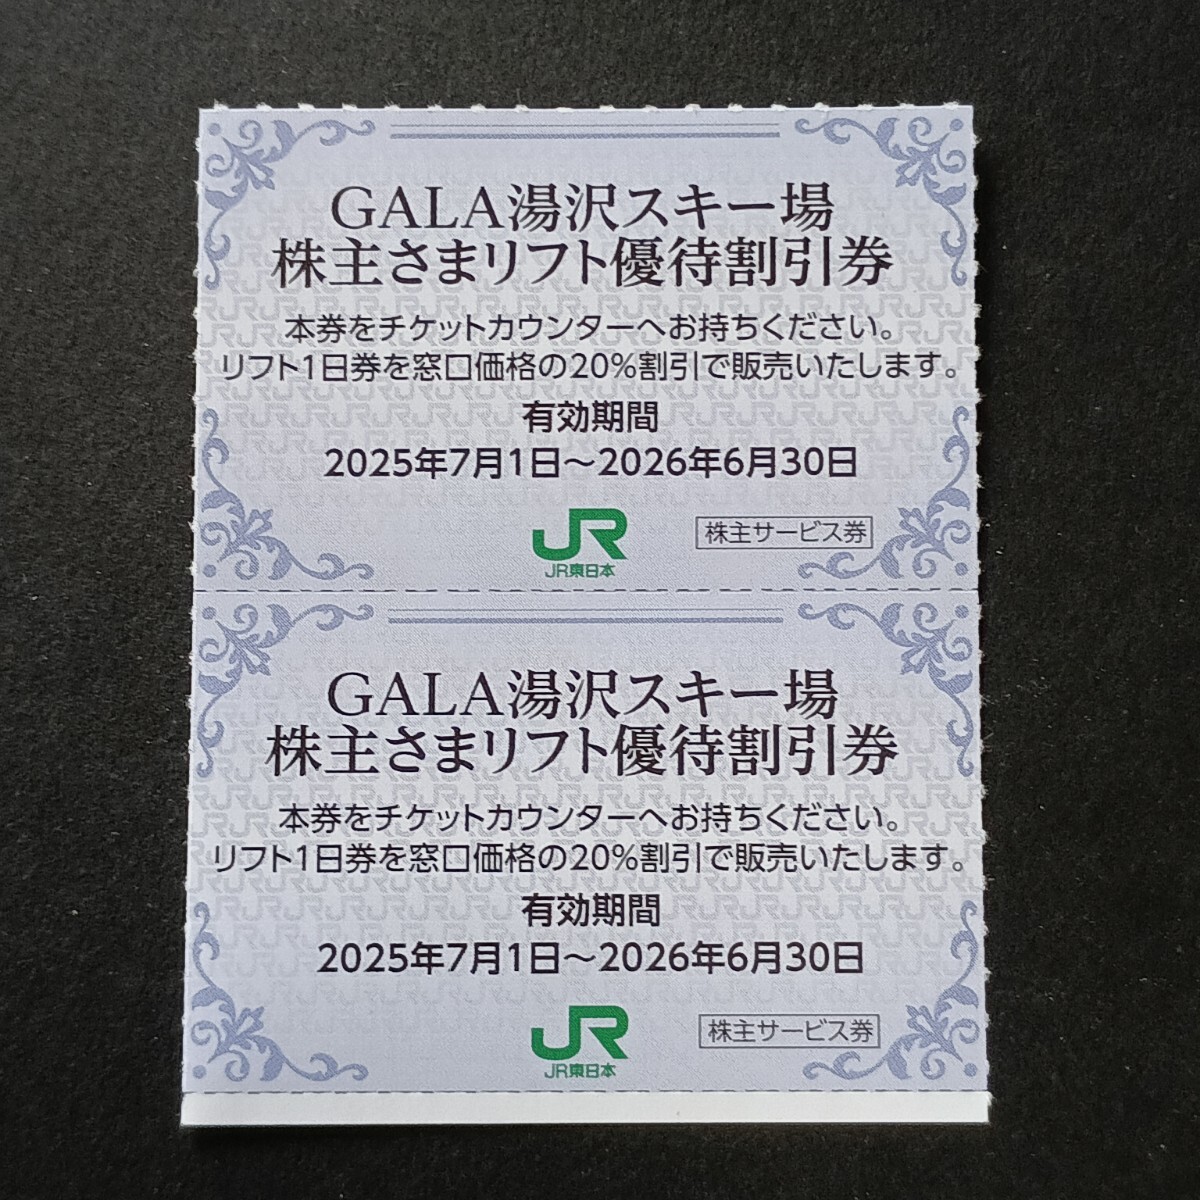 GALA湯沢スキー場
株主さまリフト優待割引券
本券をチケットカウンターへお持ちください。
リフト1日券を窓口価格の20%割引で販売いたします。
有効期間
2025年7月1日～2026年6月30日
JR
JR東日本
株主サービス券
GALA湯沢スキー場
株主さまリフト優待割引券
本券をチケットカウンターへお持ちください。
リフト1日券を窓口価格の20%割引で販売いたします。
有効期間
2025年7月1日～2026年6月30日
JR
JR東日本
株主サービス券